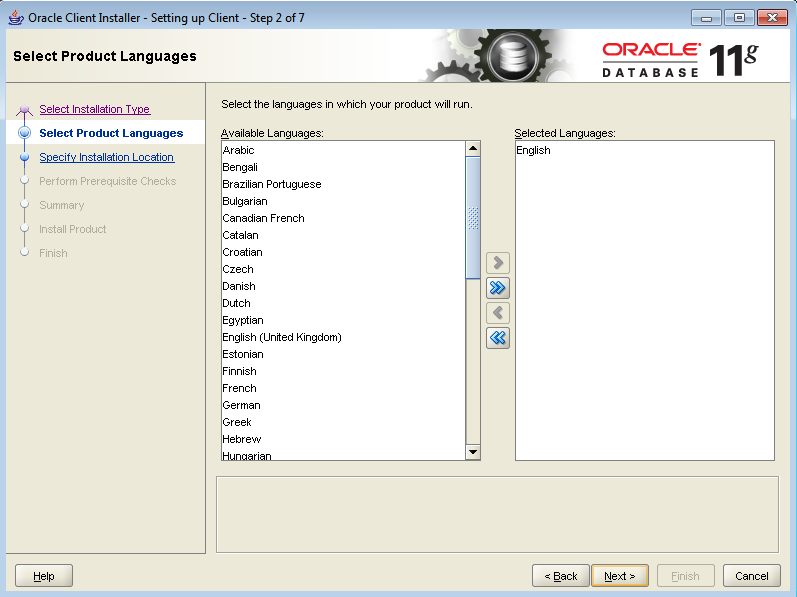 Oracle Client Installer - Setting up Client - Step 2 of 7
Select Product Languages
ORACLE
DATABASE 11g
Select Installation Type
Select Product Languages
Specify Installation Location
Perform Prerequisite Checks
Summary
Install Product
Finish
Select the languages in which your product will run.
Available Languages:
Arabic
Bengali
Brazilian Portuguese
Bulgarian
Canadian French
Catalan
Croatian
Czech
Danish
Dutch
Egyptian
English (United Kingdom)
Estonian
Finnish
French
German
Greek
Hebrew
Hungarian
Selected Languages:
English
Help
< Back
Next >
Finish
Cancel